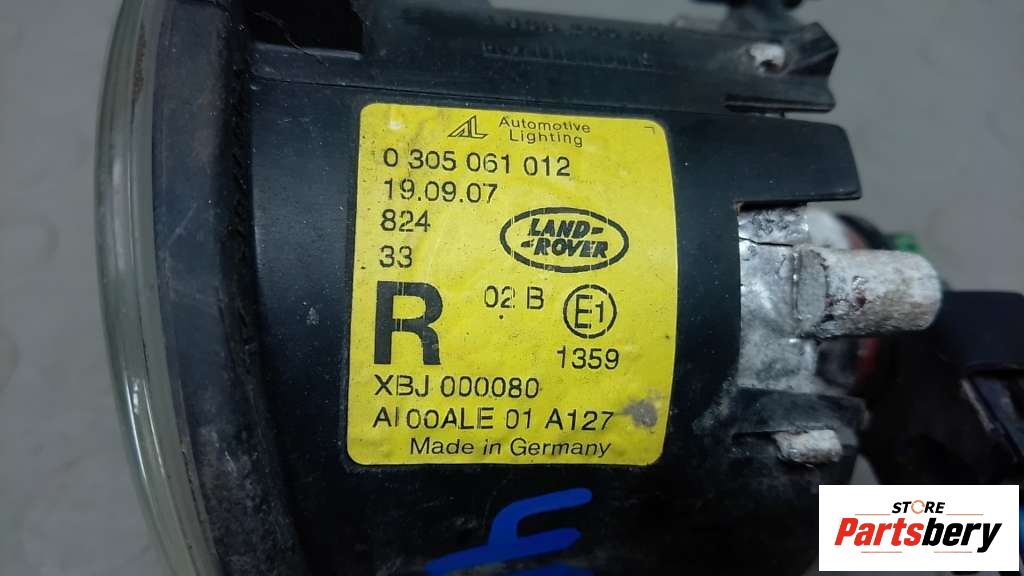 Automotive
Lighting
0 305 061 012
19.09.07
824
33
LAND-
-ROVER
R
02 B
E1
1359
XBJ 000080
AI 00ALE 01 A127
Made in Germany
STORE
Partsbery